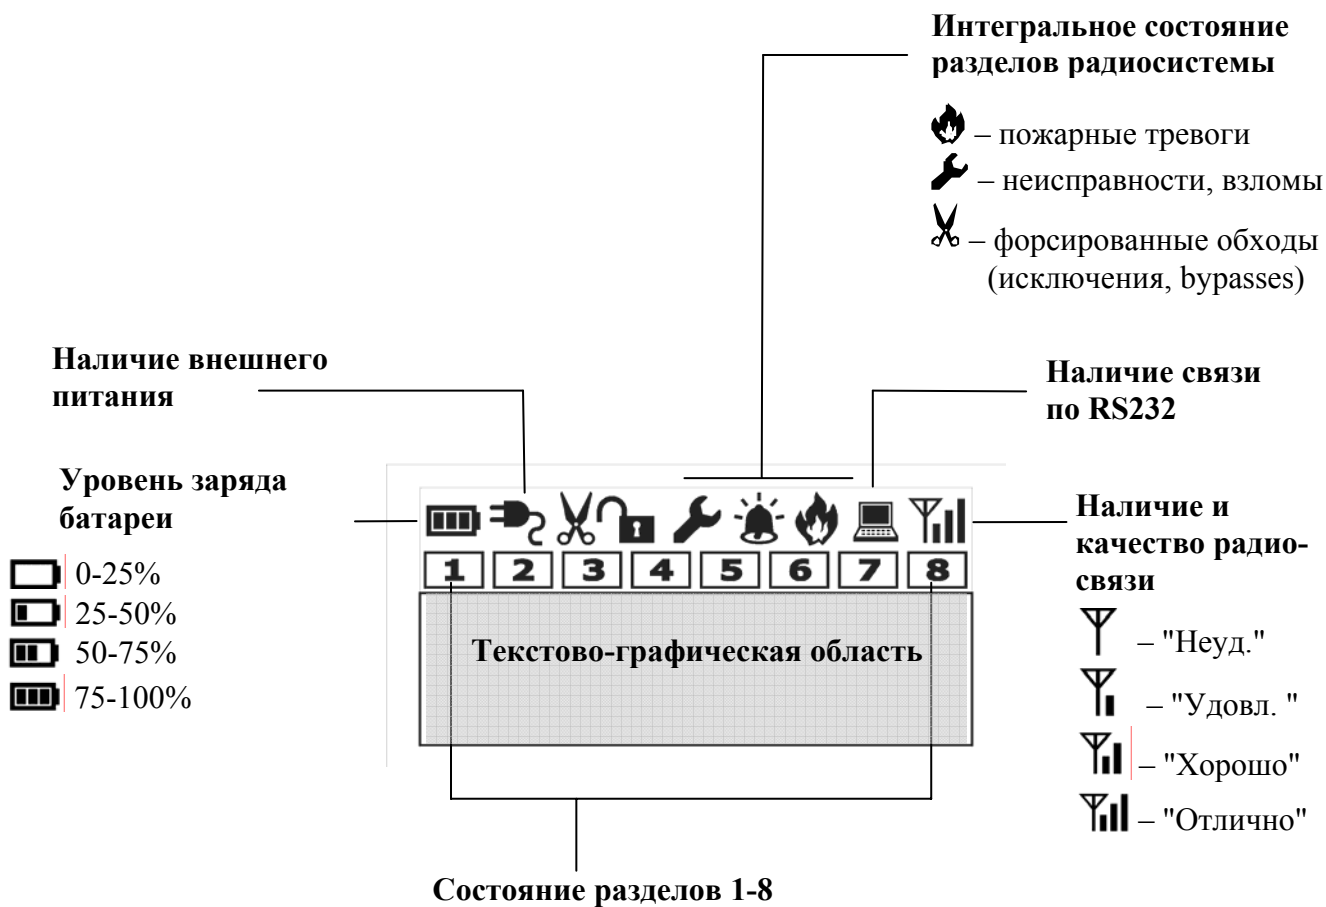 Интегральное состояние
разделов радиосистемы
– пожарные тревоги
– неисправности, взломы
– форсированные обходы
(исключения, bypasses)
Наличие внешнего
питания
Наличие связи
по RS232
Уровень заряда
батареи
0-25%
25-50%
50-75%
75-100%
1 2 3 4 5 6 7 8
Текстово-графическая область
Наличие и
качество радио-
связи
– "Неуд."
– "Удовл. "
– "Хорошо"
– "Отлично"
Состояние разделов 1-8